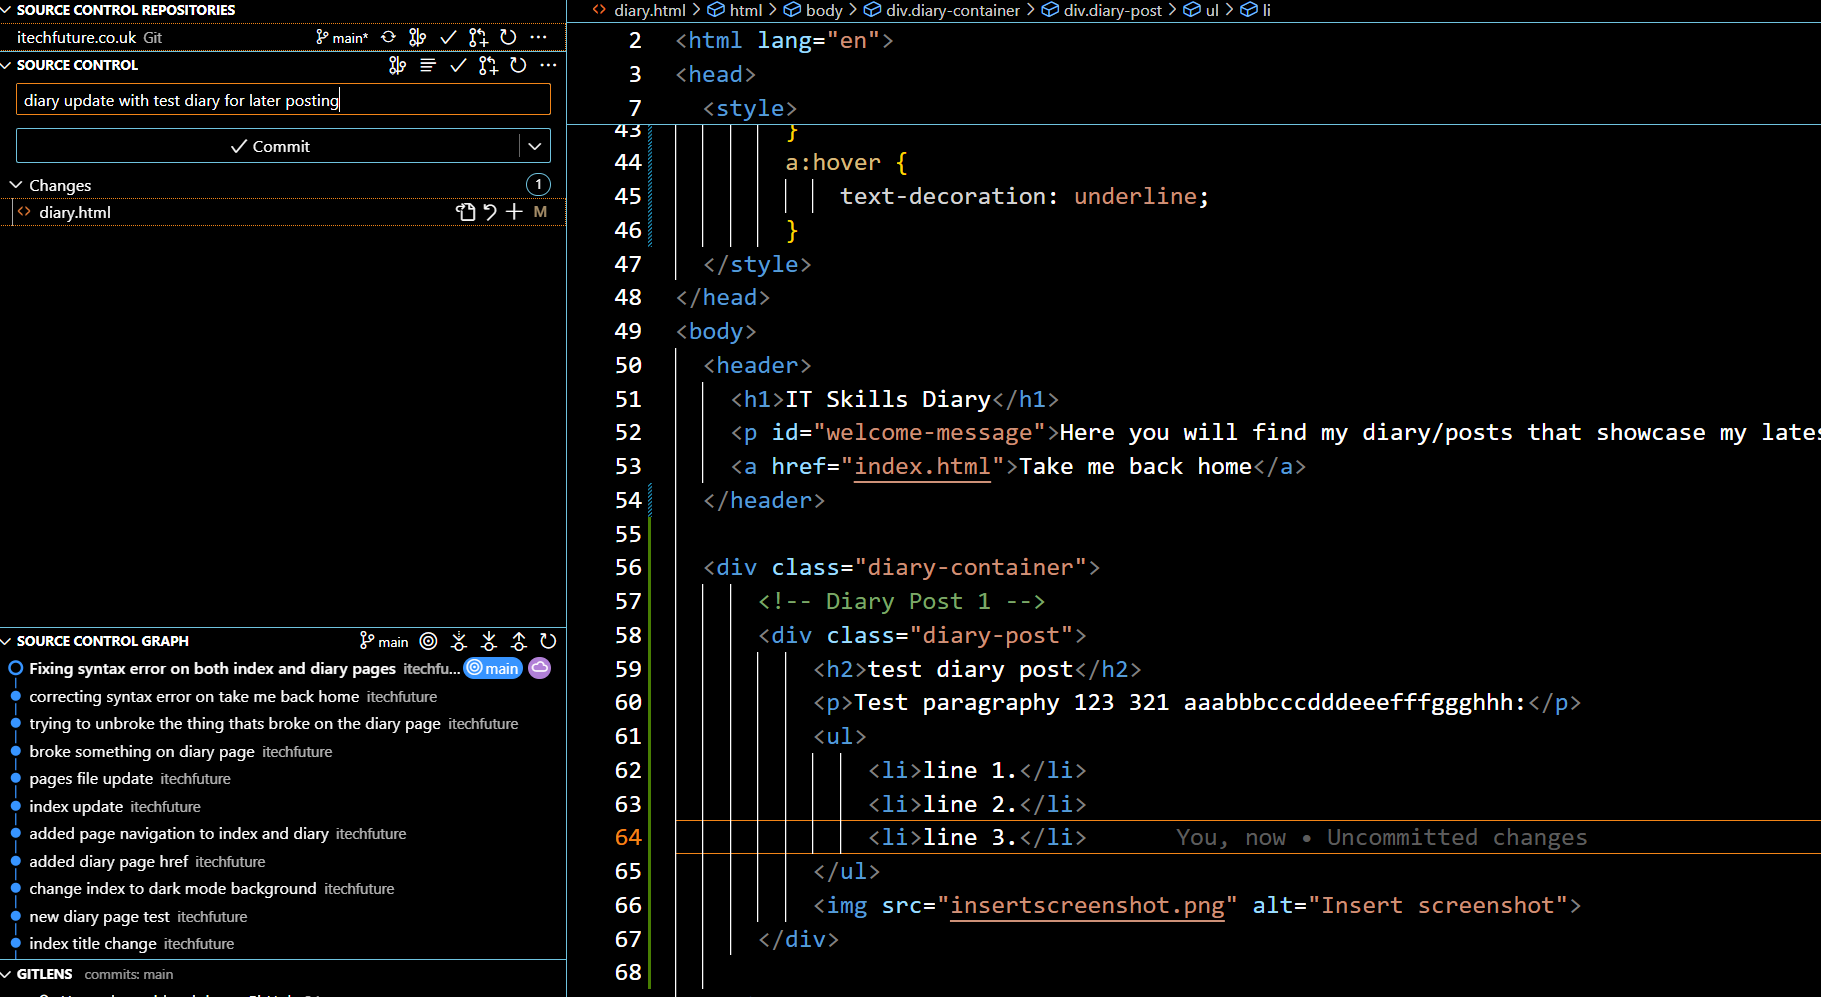 SOURCE CONTROL REPOSITORIES
itechfuture.co.uk Git main*
SOURCE CONTROL
diary update with test diary for later posting
Commit
Changes 1
diary.html M
SOURCE CONTROL GRAPH main
Fixing syntax error on both index and diary pages itechfu... main
correcting syntax error on take me back home itechfuture
trying to unbroke the thing thats broke on the diary page itechfuture
broke something on diary page itechfuture
pages file update itechfuture
index update itechfuture
added page navigation to index and diary itechfuture
added diary page href itechfuture
change index to dark mode background itechfuture
new diary page test itechfuture
index title change itechfuture
GITLENS commits: main
diary.html > html > body > div.diary-container > div.diary-post > ul > li
2 <html lang="en">
3 <head>
7 <style>
43 }
44 a:hover {
45 text-decoration: underline;
46 }
47 </style>
48 </head>
49 <body>
50 <header>
51 <h1>IT Skills Diary</h1>
52 <p id="welcome-message">Here you will find my diary/posts that showcase my lates
53 <a href="index.html">Take me back home</a>
54 </header>
55
56 <div class="diary-container">
57 <!-- Diary Post 1 -->
58 <div class="diary-post">
59 <h2>test diary post</h2>
60 <p>Test paragraphy 123 321 aaabbbcccdddeeefffggghhh:</p>
61 <ul>
62 <li>line 1.</li>
63 <li>line 2.</li>
64 <li>line 3.</li> You, now • Uncommitted changes
65 </ul>
66 <img src="insertscreenshot.png" alt="Insert screenshot">
67 </div>
68